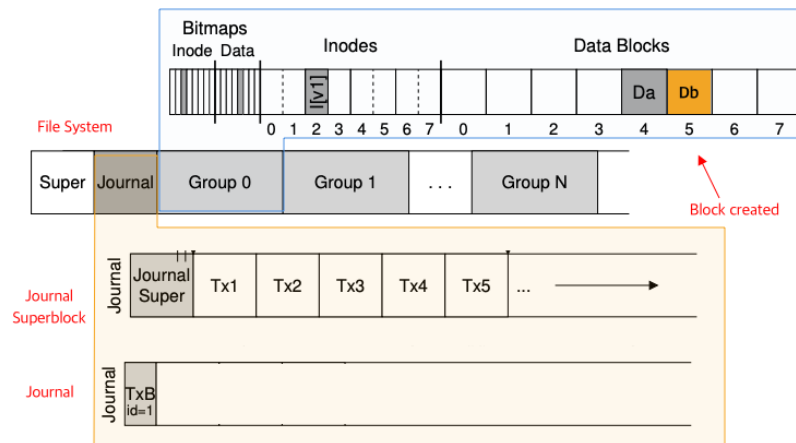 Bitmaps
Inode Data
Inodes
Data Blocks
I[v1]
Da
Db
0 1 2 3 4 5 6 7
0 1 2 3 4 5 6 7
File System
Super
Journal
Group 0
Group 1
. . .
Group N
Block created
Journal
Journal Super
Tx1
Tx2
Tx3
Tx4
Tx5
...
Journal
Superblock
Journal
Journal
TxB
id=1